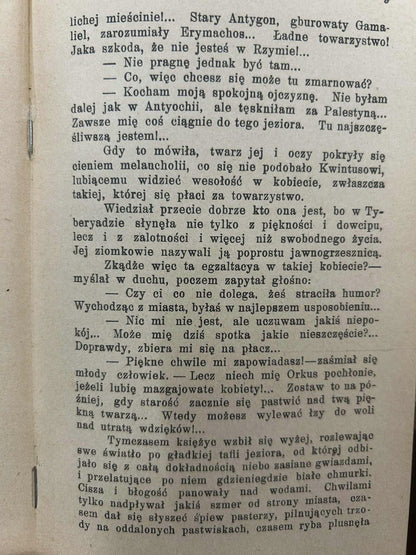 lichej mieścinie!... Stary Antygon, gburowaty Gama-
liel, zarozumiały Erymachos... Ładne towarzystwo!
Jaka szkoda, że nie jesteś w Rzymie!...
— Nie pragnę jednak być tam...
— Co, więc chcesz się może tu zmarnować?
— Kocham moją spokojną ojczyznę. Nie byłam
dalej jak w Antyochii, ale tęskniłam za Palestyną...
Zawsze mię coś ciągnie do tego jeziora. Tu najszczę-
śliwszą jestem!...
Gdy to mówiła, twarz jej i oczy pokryły się
cieniem melancholii, co się nie podobało Kwintusowi,
lubiącemu widzieć wesołość w kobiecie, zwłaszcza
takiej, której się płaci za towarzystwo.
Wiedział przecie dobrze kto ona jest, bo w Ty-
beryadzie słynęła nie tylko z piękności i dowcipu,
lecz i z zalotności i więcej niż swobodnego życia.
Jej ziomkowie nazywali ją poprostu jawnogrzesznicą.
Zkądże więc ta egzaltacya w takiej kobiecie?—
myślał w duchu, poczem zapytał głośno:
— Czy ci co nie dolega, żeś straciła humor?
Wychodząc z miasta, byłaś w najlepszem usposobieniu...
— Nic mi nie jest, ale uczuwam jakiś niepo-
kój,.. Może mię dziś spotka jakie nieszczęście?...
Doprawdy, zbiera mi się na płacz...
— Piękne chwile mi zapowiadasz!—zaśmiał się
młody człowiek. — Lecz niech mię Orkus pochłonie,
jeżeli lubię mazgajowate kobiety!... Zostaw to na pó-
źniej, gdy starość zacznie się pastwić nad twą pię-
kną twarzą... Wtedy możesz wylewać łzy do woli
nad utratą wdzięków!...
Tymczasem księżyc wzbił się wyżej, rozlewając
swe światło po gładkiej tafli jeziora, od którgj odbi-
jało się z całą dokładnością niebo zasiane gwiazdami,
i przelatujące po niem gdzieniegdzie białe chmurki.
Cisza i błogość panowały nad wodami. Chwilami
tylko nadpływał jakiś szmer od strony miasta, cza-
sem dał się słyszeć śpiew pasterzy, pilnujących trzo-
dy na oddalonych pastwiskach, czasem ryba plusnęła